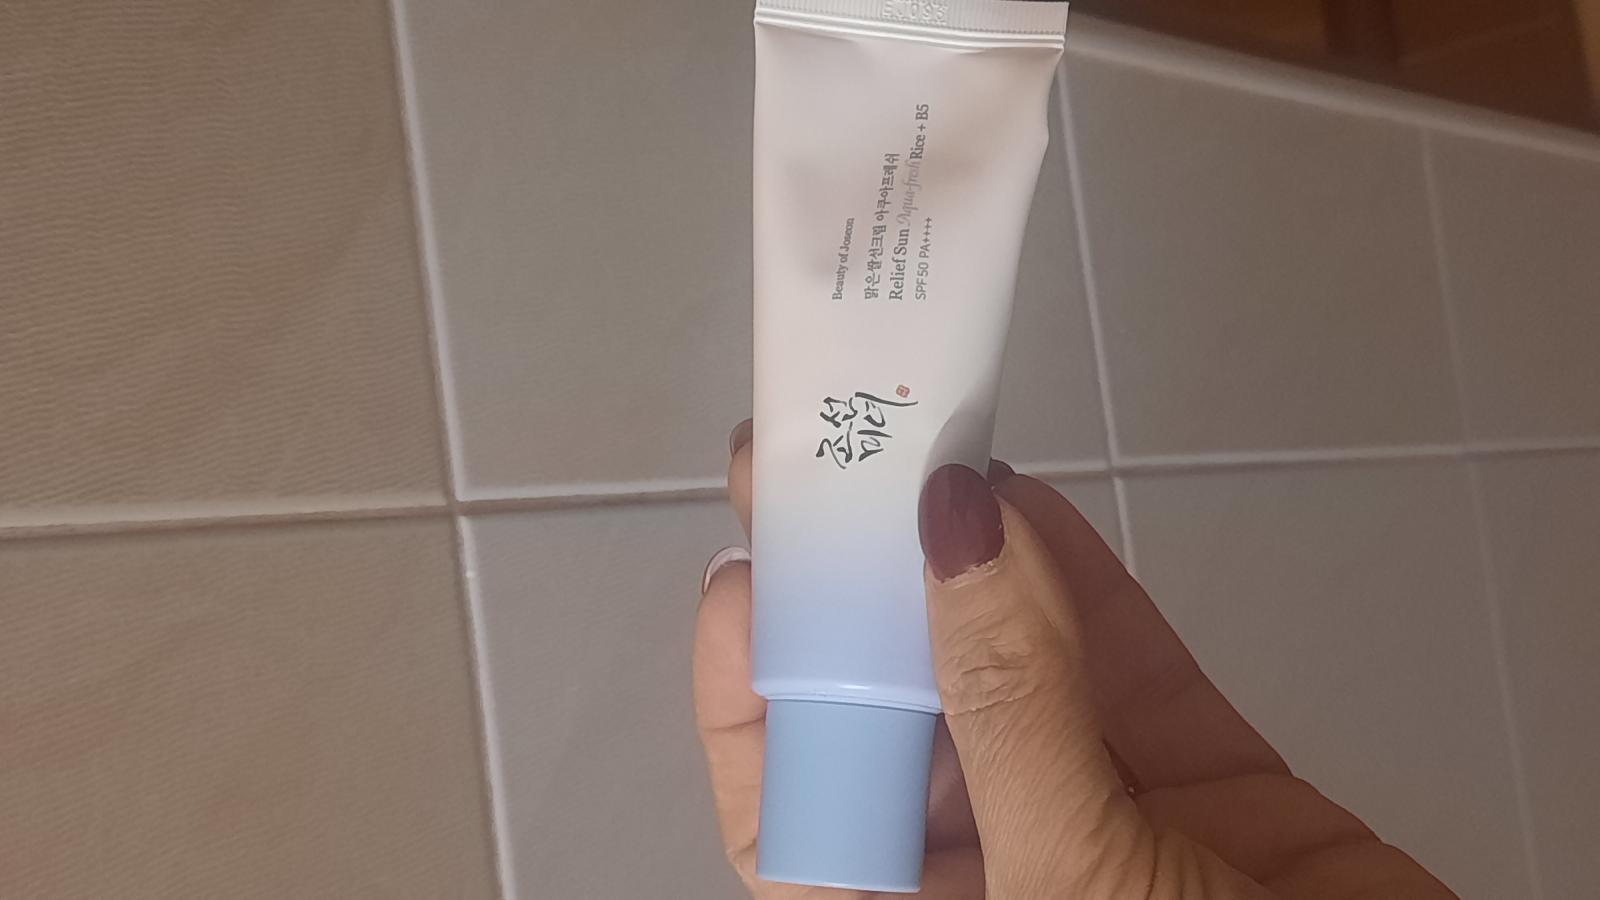 EJ093
Beauty of Joseon
맑은쌀선크림 아쿠아프레쉬
Relief Sun Aqua-fresh Rice + B5
SPF50 PA++++
조선
미녀